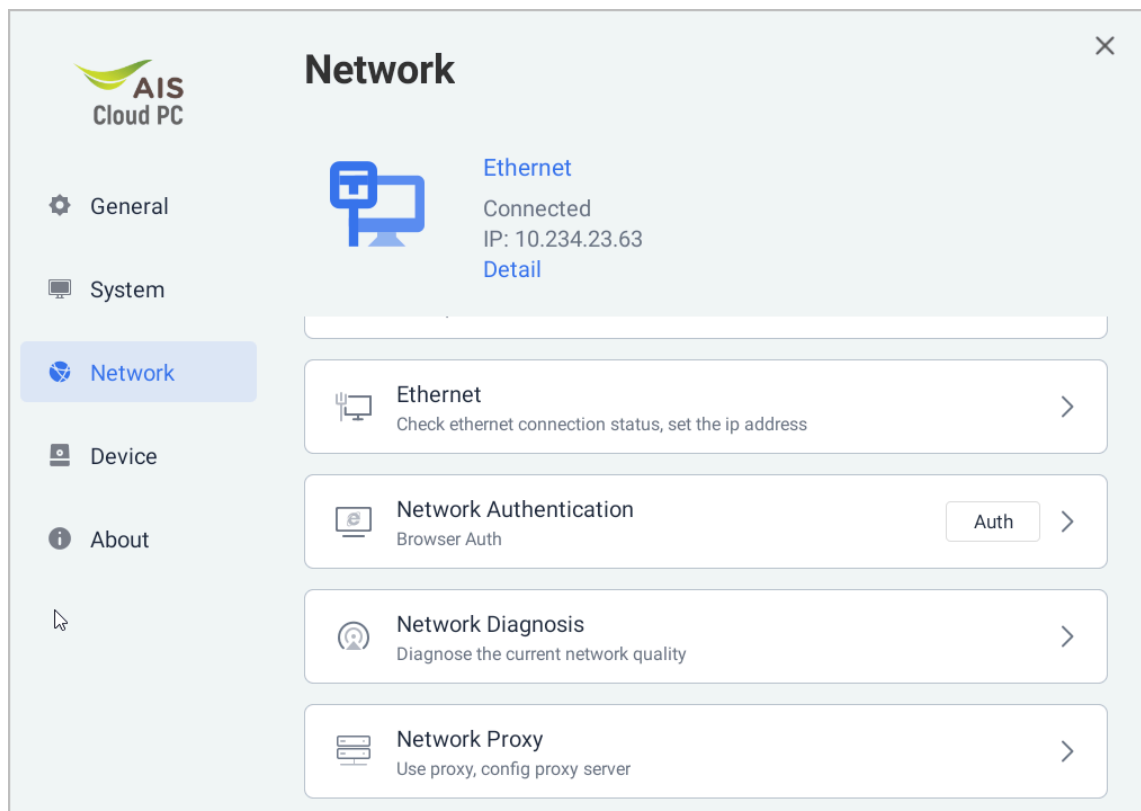 AIS
Cloud PC
General
System
Network
Device
About
Network
Ethernet
Connected
IP: 10.234.23.63
Detail
Ethernet
Check ethernet connection status, set the ip address
Network Authentication
Browser Auth
Auth
Network Diagnosis
Diagnose the current network quality
Network Proxy
Use proxy, config proxy server